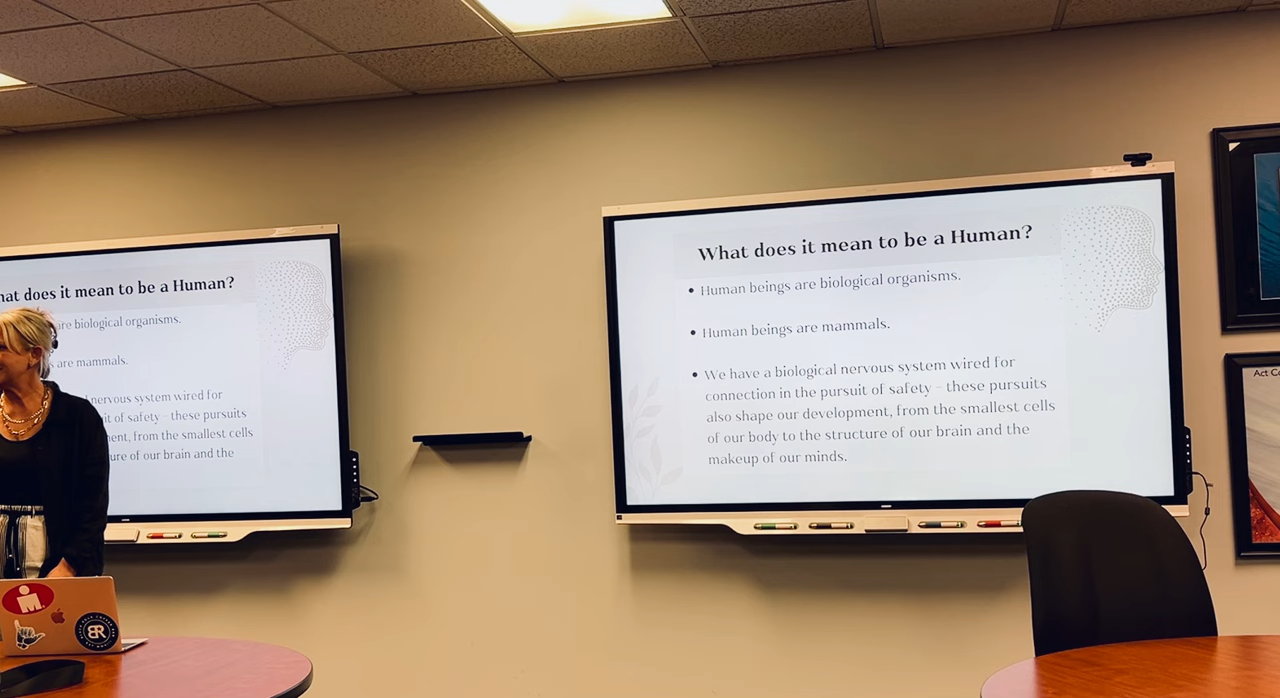 hat does it mean to be a Human?
are biological organisms.
s are mammals.
nervous system wired for
it of safety – these pursuits
ent, from the smallest cells
ure of our brain and the
What does it mean to be a Human?
• Human beings are biological organisms.
• Human beings are mammals.
• We have a biological nervous system wired for
connection in the pursuit of safety – these pursuits
also shape our development, from the smallest cells
of our body to the structure of our brain and the
makeup of our minds.
Act Co
M
BR